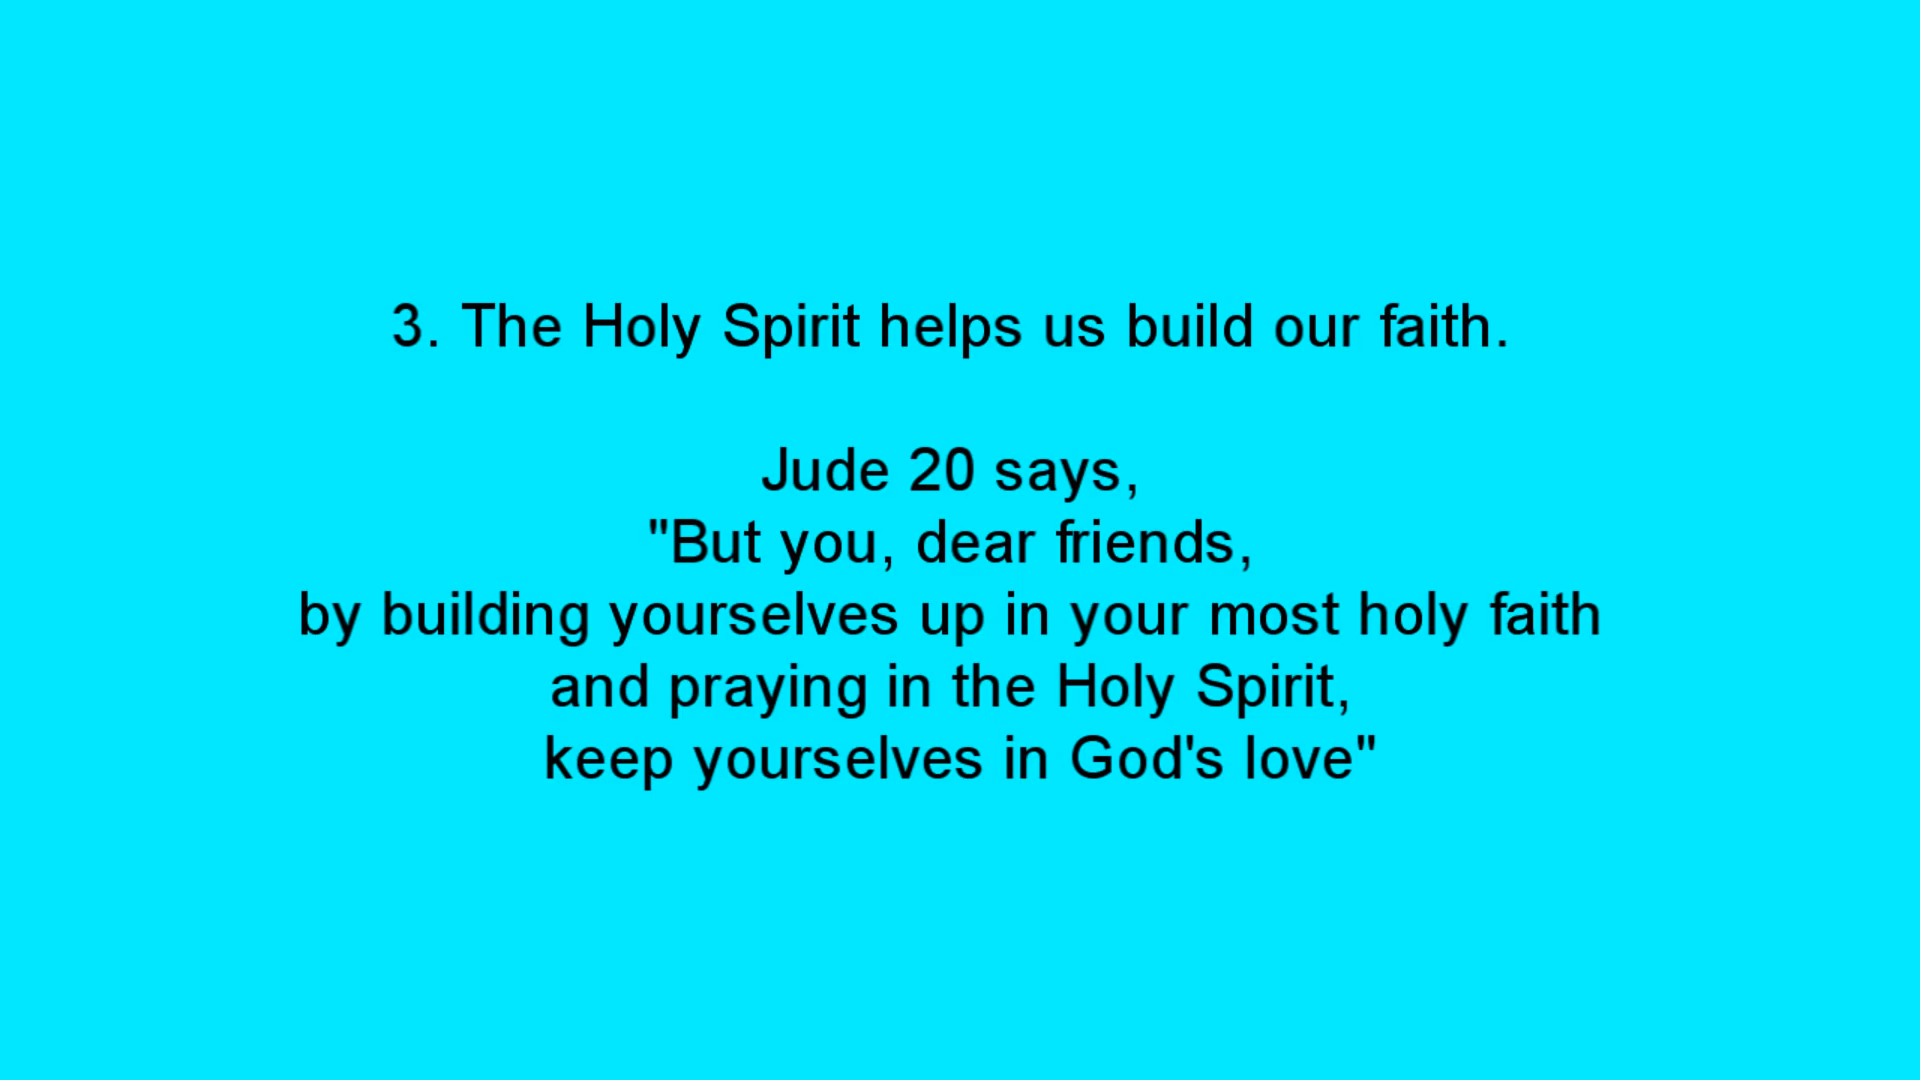 3. The Holy Spirit helps us build our faith.
Jude 20 says,
"But you, dear friends,
by building yourselves up in your most holy faith
and praying in the Holy Spirit,
keep yourselves in God's love"